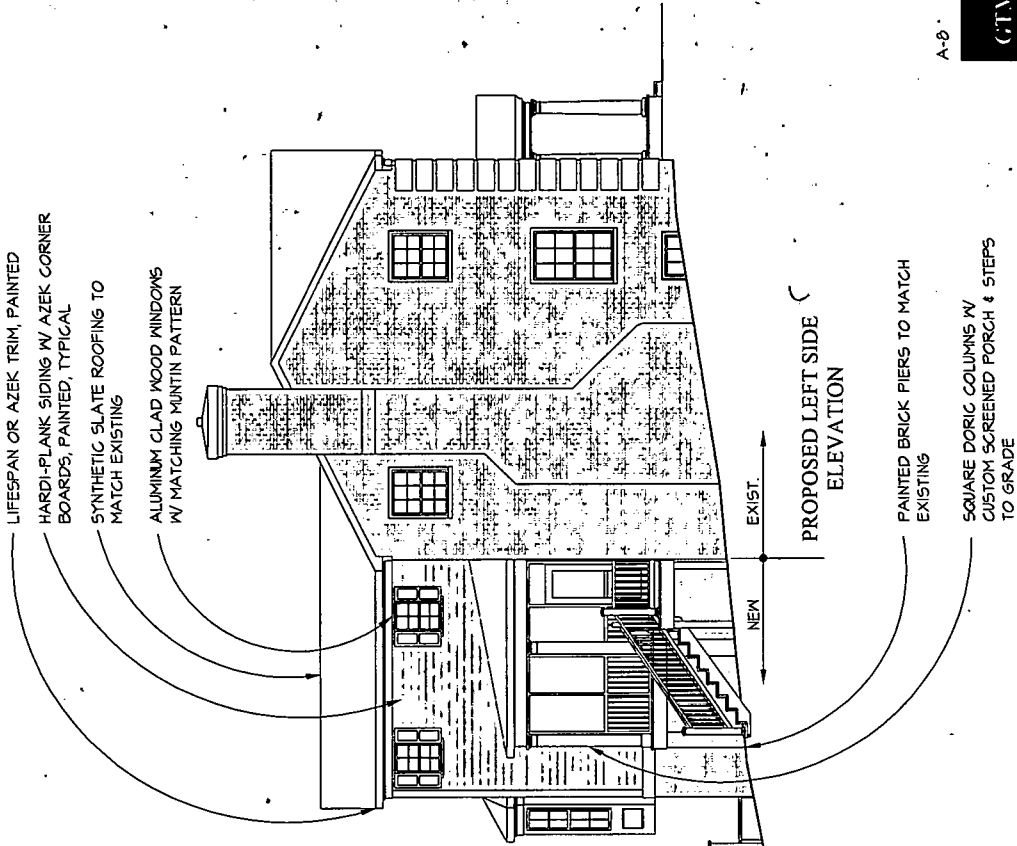 LIFESPAN OR AZEK TRIM, PAINTED
HARDI-PLANK SIDING W/ AZEK CORNER
BOARDS, PAINTED, TYPICAL
SYNTHETIC SLATE ROOFING TO
MATCH EXISTING
ALUMINUM CLAD WOOD WINDOWS
W/ MATCHING MUNTIN PATTERN
NEW
EXIST.
PROPOSED LEFT SIDE
ELEVATION
PAINTED BRICK PIERS TO MATCH
EXISTING
SQUARE DORIC COLUMNS W/
CUSTOM SCREENED PORCH & STEPS
TO GRADE
A-8